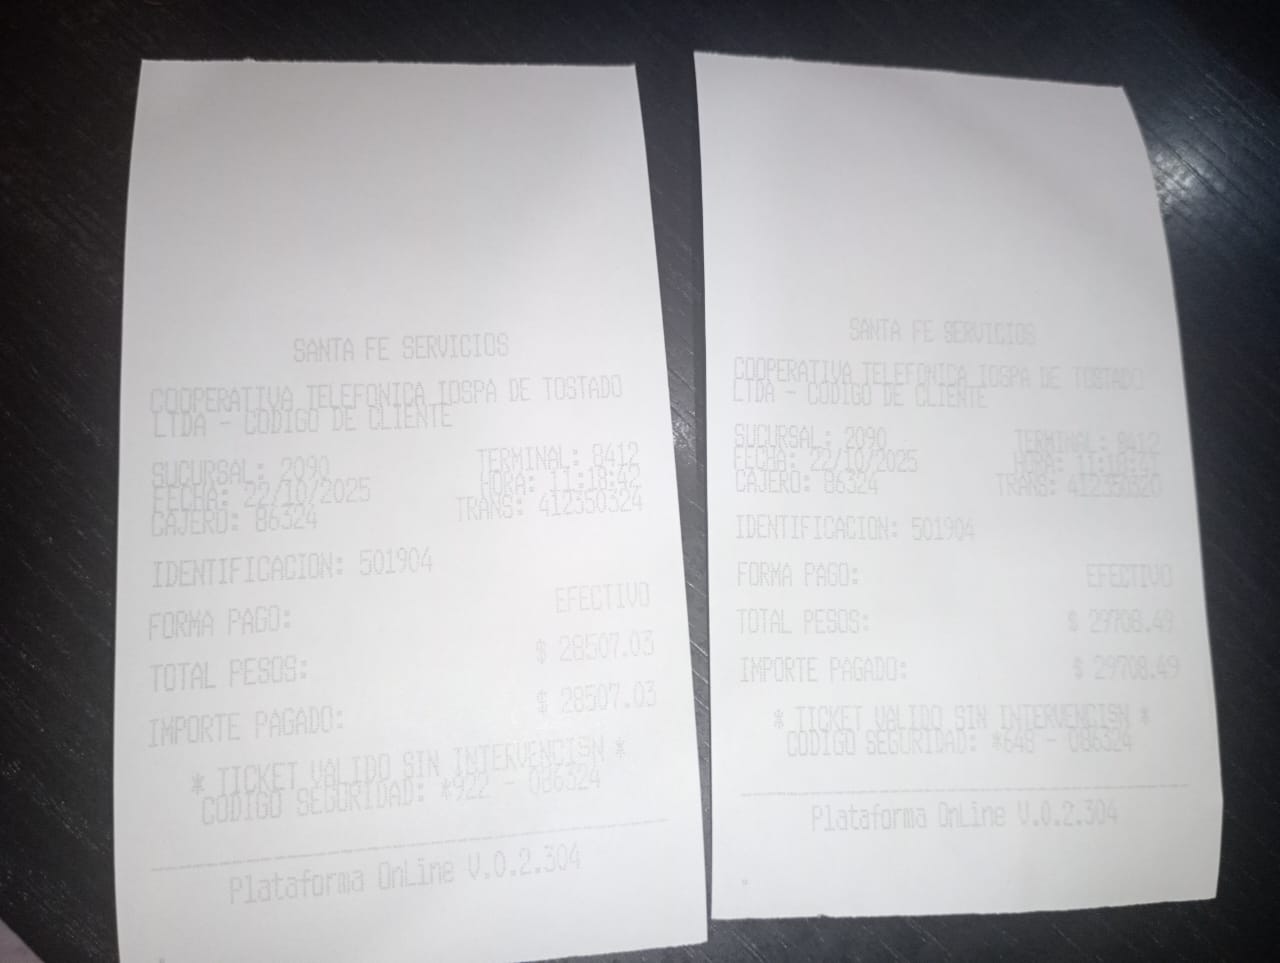 SANTA FE SERVICIOS
COOPERATIVA TELEFONICA IOSPA DE TOSTADO
LTDA - CODIGO DE CLIENTE
SUCURSAL: 2090 TERMINAL: 8412
FECHA: 22/10/2025 HORA: 11:18:42
CAJERO: 86324 TRANS: 412350324
IDENTIFICACION: 501904
FORMA PAGO: EFECTIVO
TOTAL PESOS: $ 28507.03
IMPORTE PAGADO: $ 28507.03
* TICKET VALIDO SIN INTERVENCISN *
CODIGO SEGURIDAD: *922 - 086324
Plataforma OnLine V.0.2.304
SANTA FE SERVICIOS
COOPERATIVA TELEFONICA IOSPA DE TOSTADO
LTDA - CODIGO DE CLIENTE
SUCURSAL: 2090 TERMINAL: 8412
FECHA: 22/10/2025 HORA:
CAJERO: 86324 TRANS:
IDENTIFICACION: 501904
FORMA PAGO: EFECTIVO
TOTAL PESOS: $ 29708.49
IMPORTE PAGADO: $ 29708.49
* TICKET VALIDO SIN INTERVENCISN *
CODIGO SEGURIDAD: *648 - 086324
Plataforma OnLine V.0.2.304